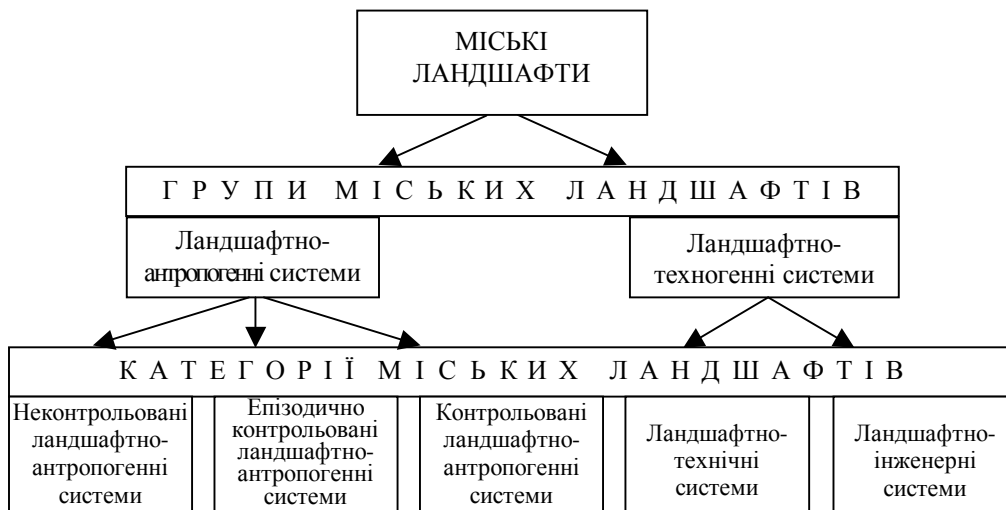 МІСЬКІ
ЛАНДШАФТИ
Г Р У П И М І С Ь К И Х Л А Н Д Ш А Ф Т І В
Ландшафтно-
антропогенні системи
Ландшафтно-
техногенні системи
К А Т Е Г О Р І Ї М І С Ь К И Х Л А Н Д Ш А Ф Т І В
Неконтрольовані
ландшафтно-
антропогенні
системи
Епізодично
контрольовані
ландшафтно-
антропогенні
системи
Контрольовані
ландшафтно-
антропогенні
системи
Ландшафтно-
технічні
системи
Ландшафтно-
інженерні
системи